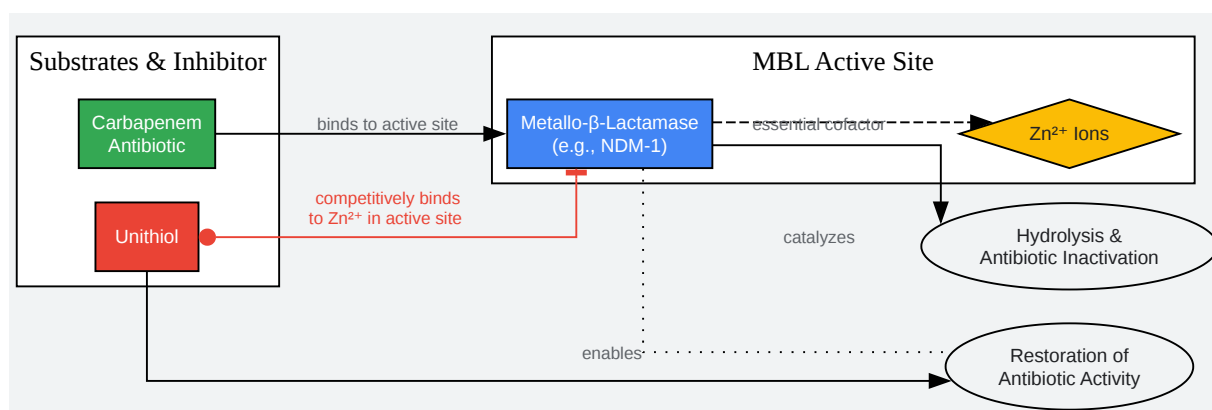 Substrates & Inhibitor
MBL Active Site
Carbapenem
Antibiotic
binds to active site
Metallo-β-Lactamase
(e.g., NDM-1)
essential cofactor
Zn²⁺ Ions
competitively binds
to Zn²⁺ in active site
Unithiol
catalyzes
Hydrolysis &
Antibiotic Inactivation
enables
Restoration of
Antibiotic Activity